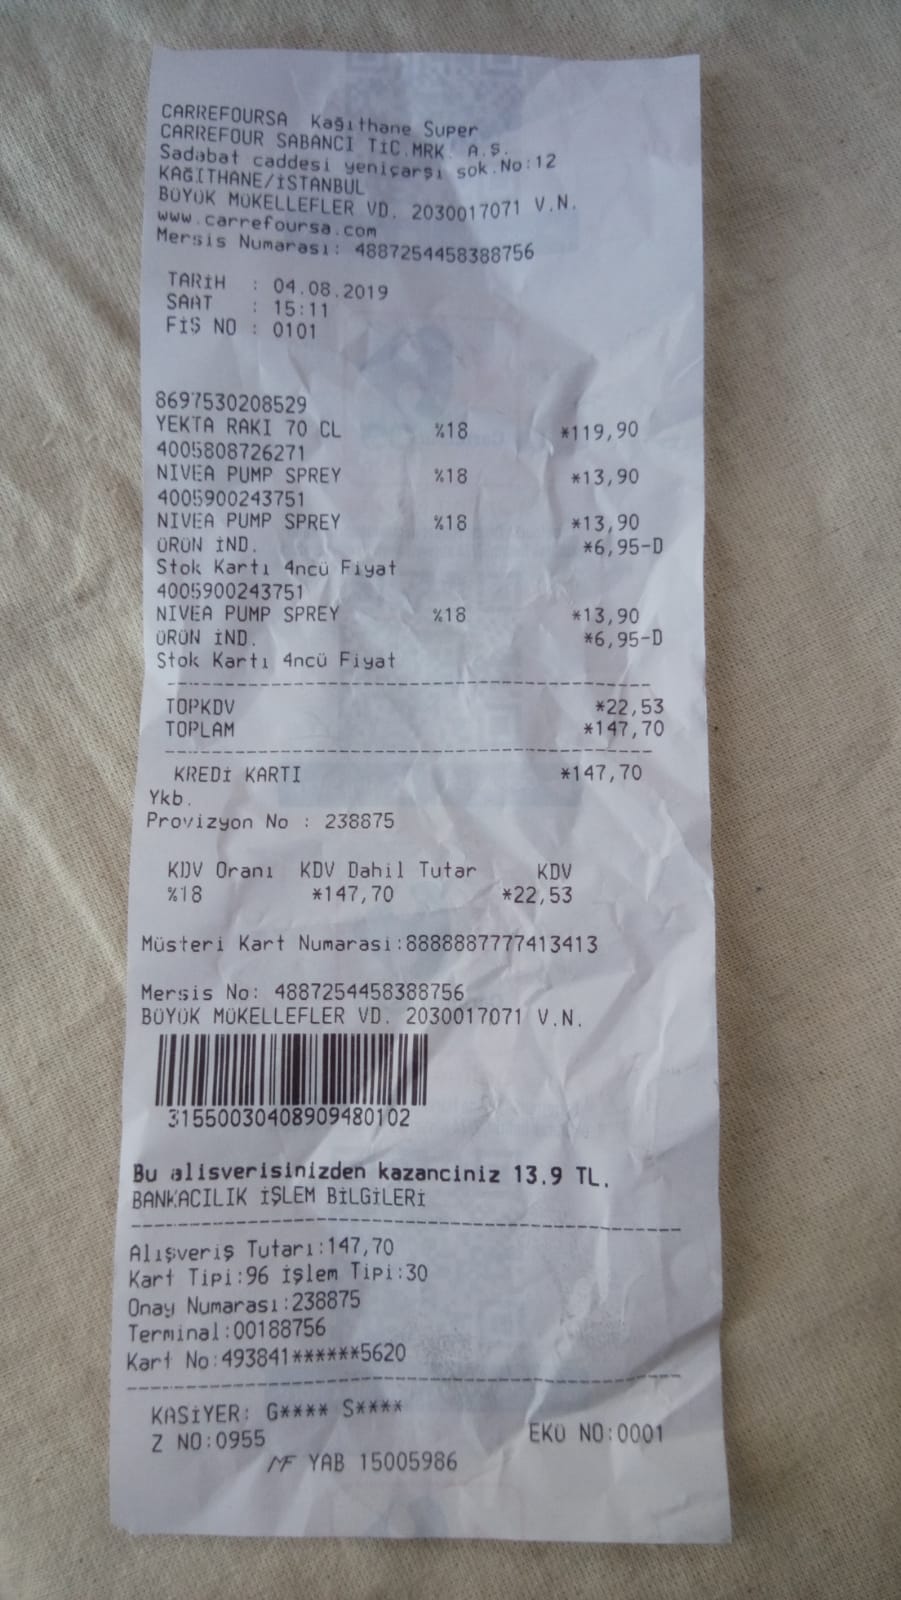 CARREFOURSA Kağıthane Super
CARREFOUR SABANCI TİC.MRK. A.Ş.
Sadabat caddesi yeniçarşı sok.No:12
KAĞITHANE/İSTANBUL
BÜYÜK MÜKELLEFLER VD. 2030017071 V.N.
www.carrefoursa.com
Mersis Numarası: 4887254458388756
TARİH : 04.08.2019
SAAT : 15:11
FİŞ NO : 0101
8697530208529
YEKTA RAKI 70 CL %18 *119,90
4005808726271
NIVEA PUMP SPREY %18 *13,90
4005900243751
NIVEA PUMP SPREY %18 *13,90
ÜRÜN İND. *6,95-D
Stok Kartı 4ncü Fiyat
4005900243751
NIVEA PUMP SPREY %18 *13,90
ÜRÜN İND. *6,95-D
Stok Kartı 4ncü Fiyat
TOPKDV *22,53
TOPLAM *147,70
KREDİ KARTI *147,70
Ykb.
Provizyon No : 238875
KDV Oranı KDV Dahil Tutar KDV
%18 *147,70 *22,53
Müsteri Kart Numarası:8888887777413413
Mersis No: 4887254458388756
BÜYÜK MÜKELLEFLER VD. 2030017071 V.N.
31550030408909480102
Bu alisverisinizden kazanciniz 13.9 TL.
BANKACILIK İŞLEM BİLGİLERİ
Alışveriş Tutarı:147,70
Kart Tipi:96 İşlem Tipi:30
Onay Numarası:238875
Terminal:00188756
Kart No:493841******5620
KASİYER: G**** S****
Z NO:0955 EKÜ NO:0001
MF YAB 15005986